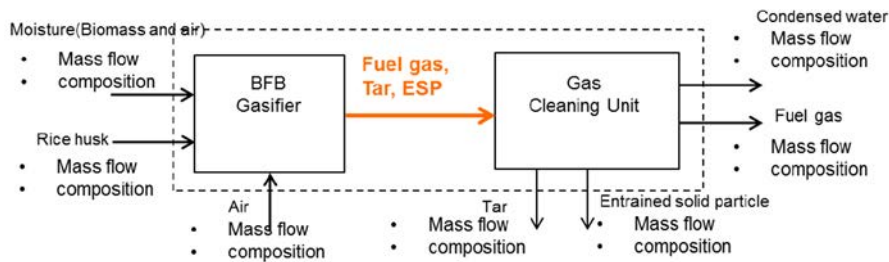 Moisture(Biomass and air)
• Mass flow
• composition
Rice husk
• Mass flow
• composition
BFB
Gasifier
Air
• Mass flow
• composition
Fuel gas,
Tar, ESP
Gas
Cleaning Unit
Tar
• Mass flow
• composition
Entrained solid particle
• Mass flow
• composition
Condensed water
• Mass flow
• composition
Fuel gas
• Mass flow
• composition